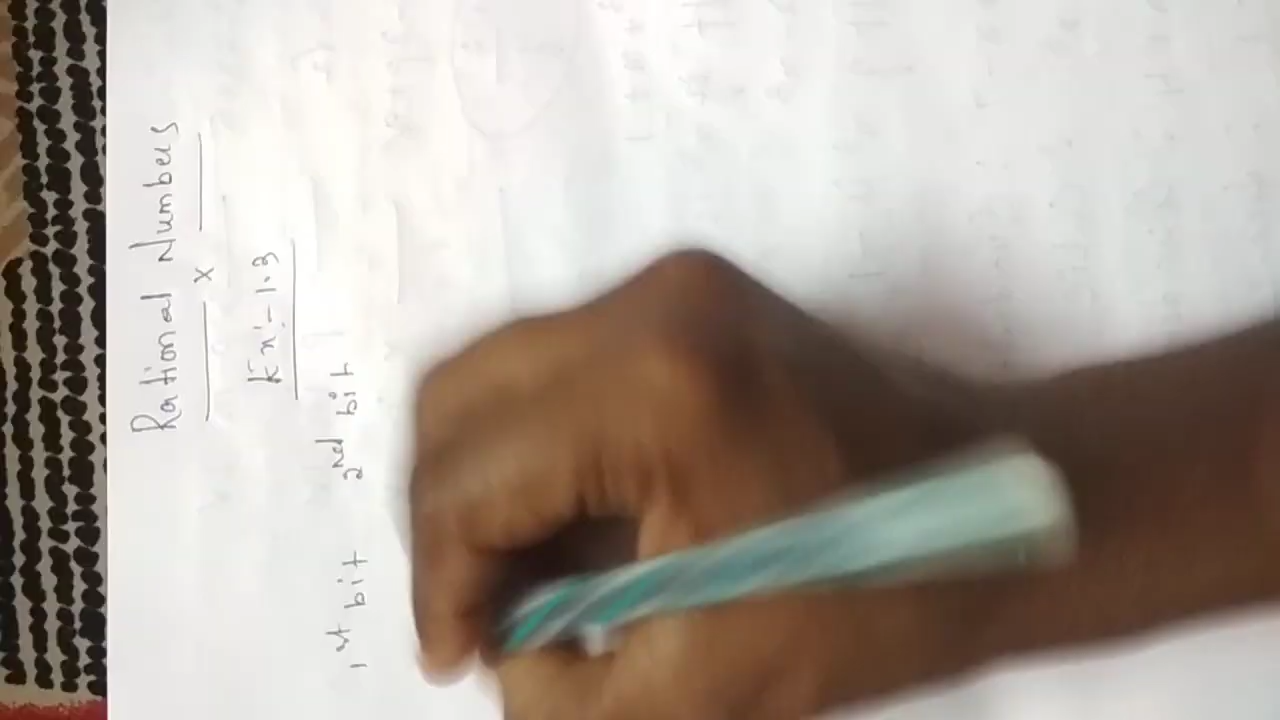 Rational Numbers
x
Ex:- 1.3
1st bit 2nd bit